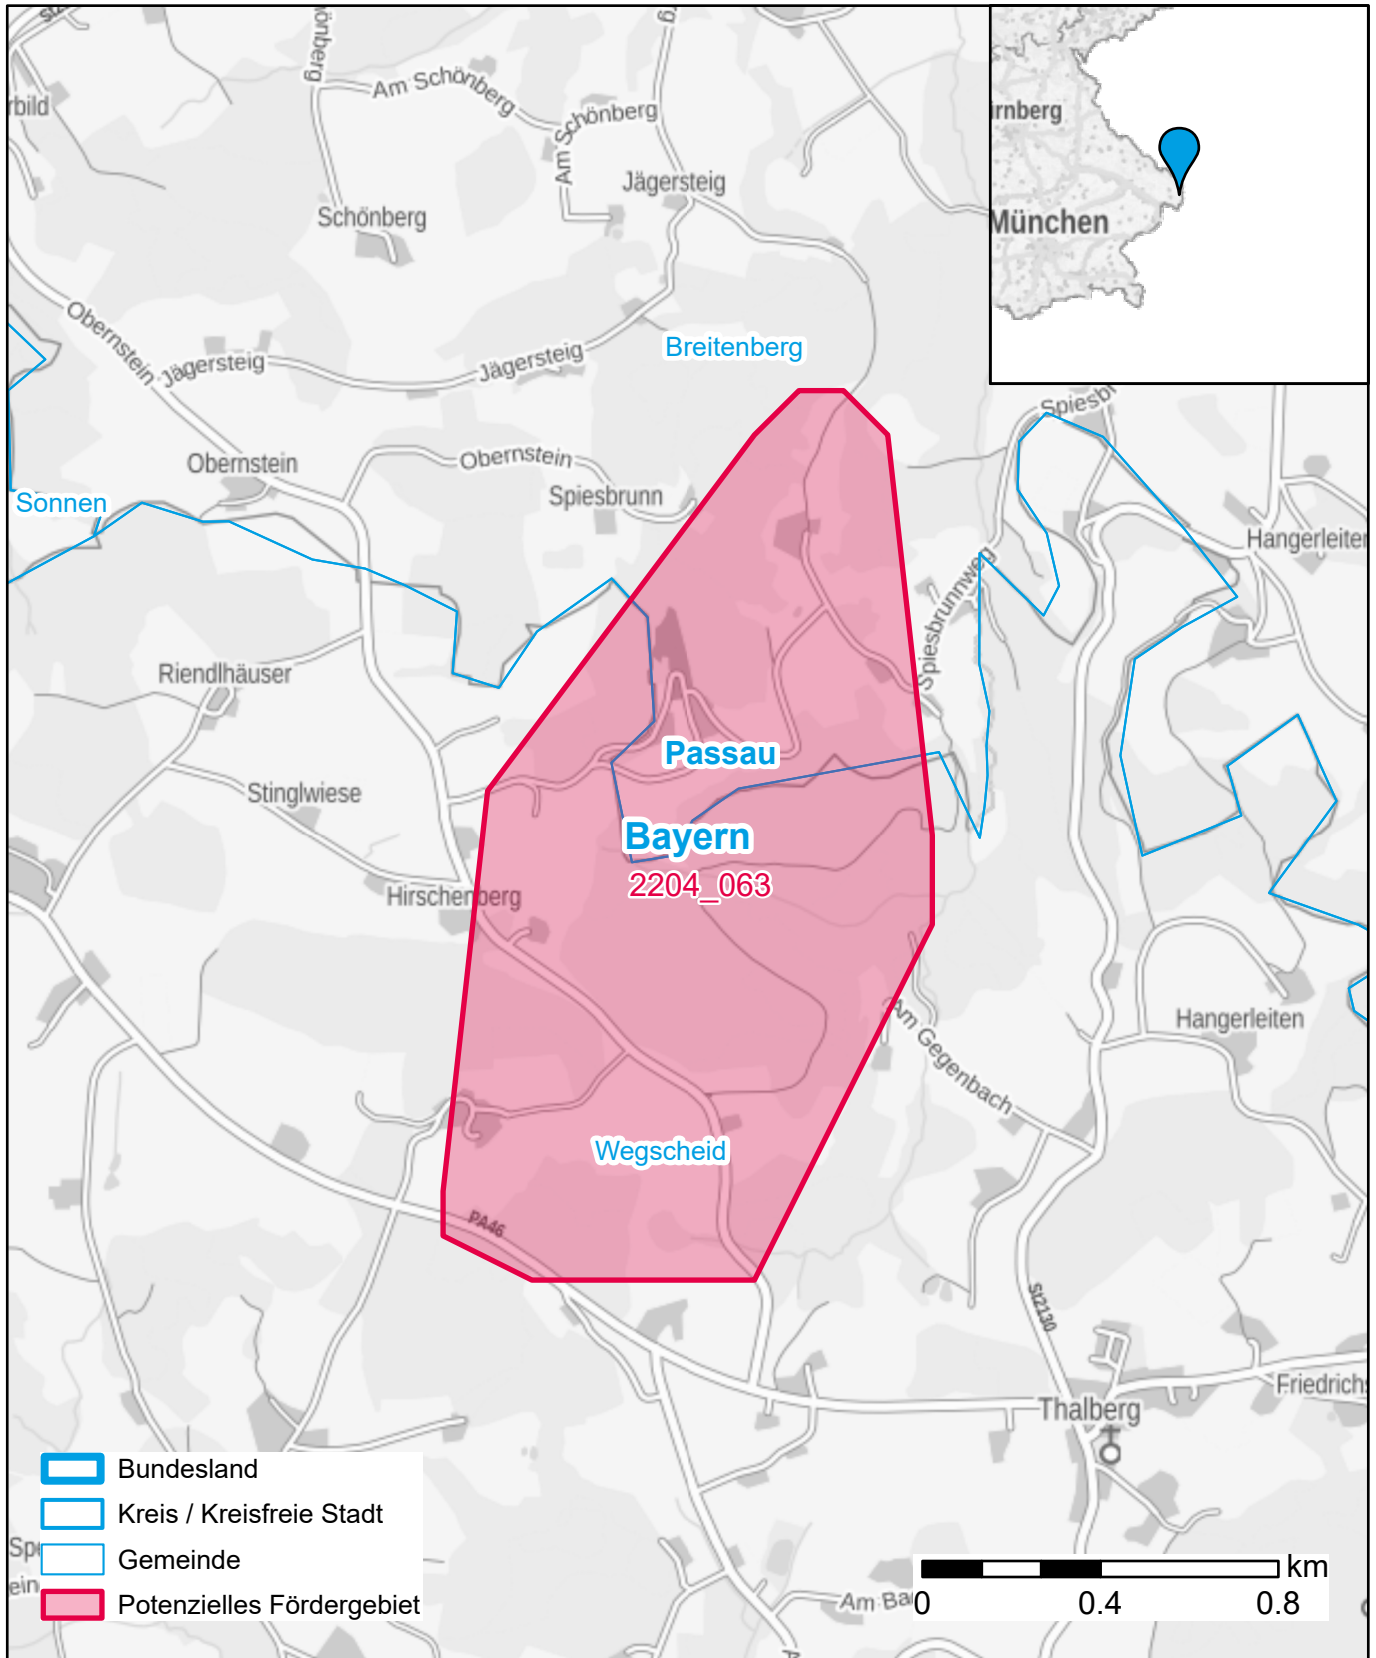 Am Schönberg
Am Schönberg
Jägersteig
Schönberg
Obernstein
Jägersteig
Jägersteig
Breitenberg
Obernstein
Obernstein
Spiesbrunn
Sonnen
München
Hangerleiten
Spiesbrunnweg
Riendlhäuser
Stinglwiese
Passau
Bayern
2204_063
Hirschenberg
Am Gegenbach
Hangerleiten
Wegscheid
PA46
St2130
Thalberg
Bundesland
Kreis / Kreisfreie Stadt
Gemeinde
Potenzielles Fördergebiet
km
0 0.4 0.8